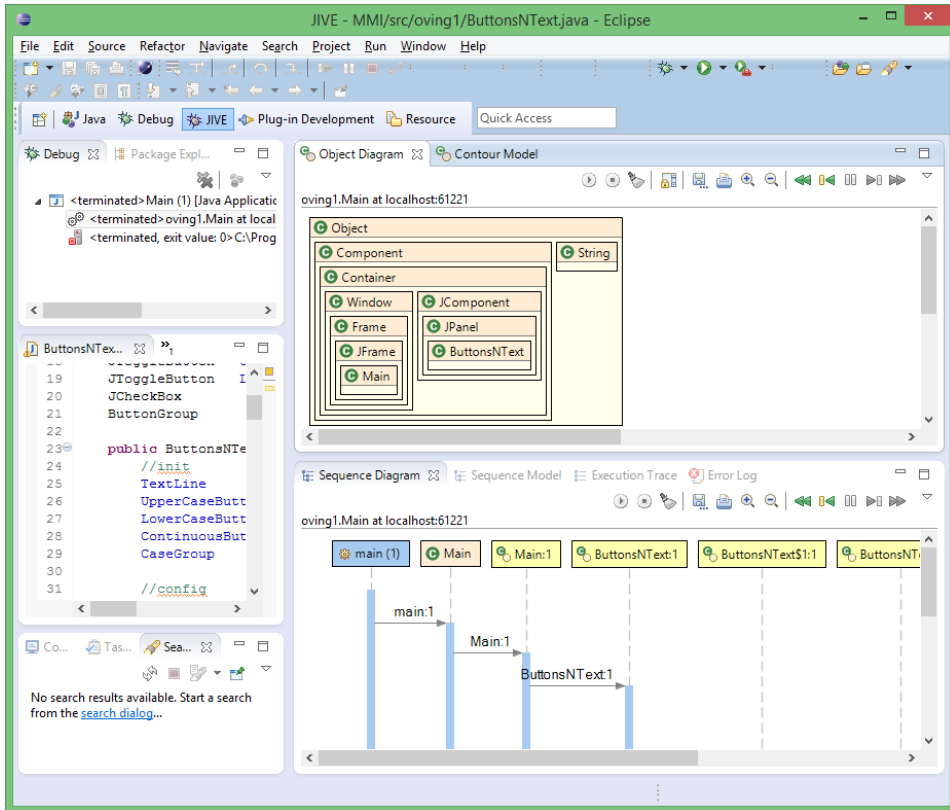 JIVE - MMI/src/oving1/ButtonsNText.java - Eclipse
File Edit Source Refactor Navigate Search Project Run Window Help
Java Debug JIVE Plug-in Development Resource Quick Access
Debug Package Expl...
<terminated>Main (1) [Java Applicatic
<terminated>oving1.Main at local
<terminated, exit value: 0>C:\Prog
ButtonsNTex... »1
19 JToggleButton
20 JCheckBox
21 ButtonGroup
22
23 public ButtonsNTe
24 //init
25 TextLine
26 UpperCaseButt
27 LowerCaseButt
28 ContinuousBut
29 CaseGroup
30
31 //config
Co... Tas... Sea...
No search results available. Start a search
from the search dialog...
Object Diagram Contour Model
oving1.Main at localhost:61221
Object
Component String
Container
Window JComponent
Frame JPanel
JFrame ButtonsNText
Main
Sequence Diagram Sequence Model Execution Trace Error Log
oving1.Main at localhost:61221
main (1) Main Main:1 ButtonsNText:1 ButtonsNText$1:1 ButtonsNT
main:1
Main:1
ButtonsNText:1